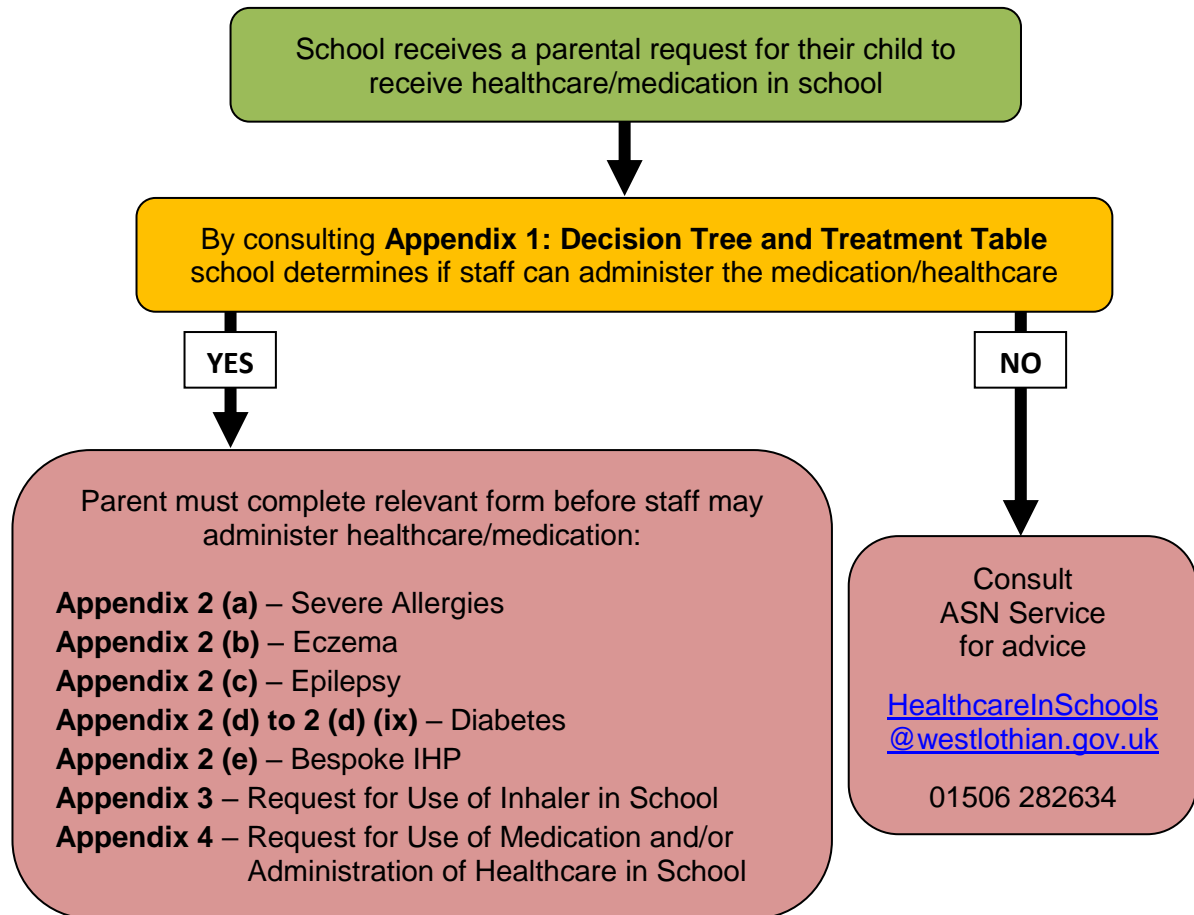 School receives a parental request for their child to
receive healthcare/medication in school
By consulting Appendix 1: Decision Tree and Treatment Table
school determines if staff can administer the medication/healthcare
YES
NO
Parent must complete relevant form before staff may
administer healthcare/medication:
Appendix 2 (a) – Severe Allergies
Appendix 2 (b) – Eczema
Appendix 2 (c) – Epilepsy
Appendix 2 (d) to 2 (d) (ix) – Diabetes
Appendix 2 (e) – Bespoke IHP
Appendix 3 – Request for Use of Inhaler in School
Appendix 4 – Request for Use of Medication and/or
Administration of Healthcare in School
Consult
ASN Service
for advice
HealthcareInSchools
@westlothian.gov.uk
01506 282634